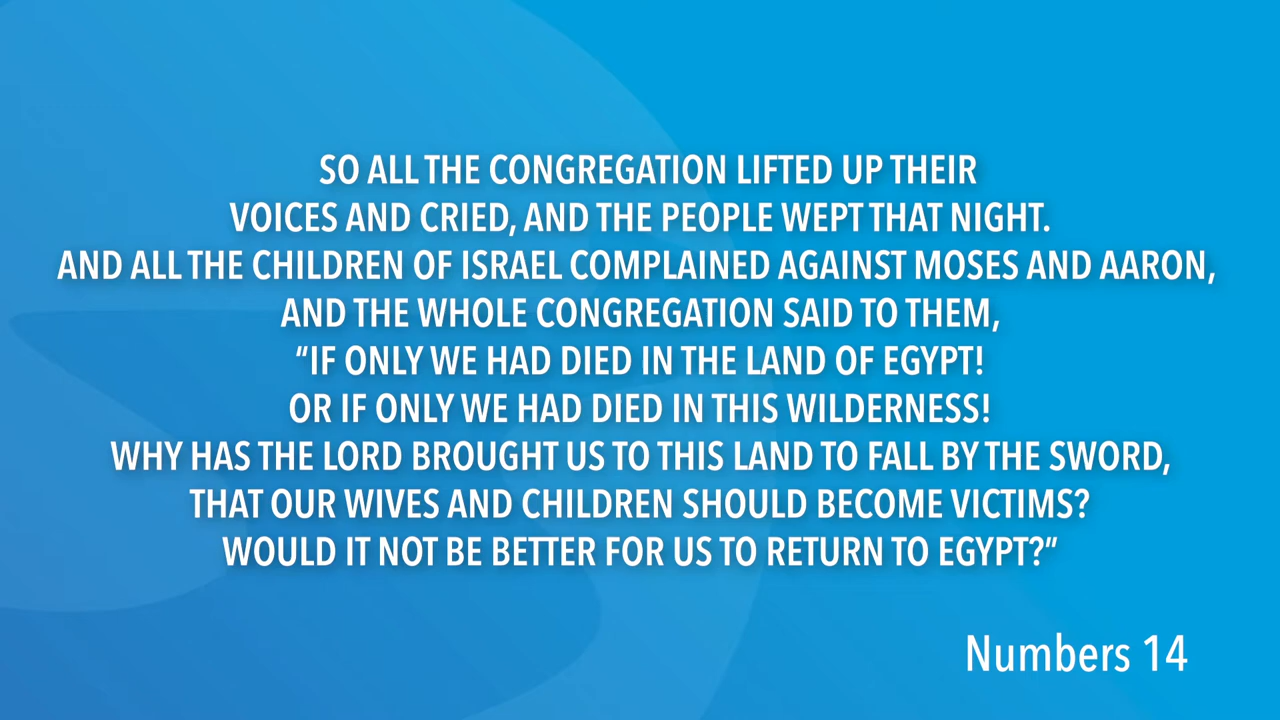 SO ALL THE CONGREGATION LIFTED UP THEIR
VOICES AND CRIED, AND THE PEOPLE WEPT THAT NIGHT.
AND ALL THE CHILDREN OF ISRAEL COMPLAINED AGAINST MOSES AND AARON,
AND THE WHOLE CONGREGATION SAID TO THEM,
“IF ONLY WE HAD DIED IN THE LAND OF EGYPT!
OR IF ONLY WE HAD DIED IN THIS WILDERNESS!
WHY HAS THE LORD BROUGHT US TO THIS LAND TO FALL BY THE SWORD,
THAT OUR WIVES AND CHILDREN SHOULD BECOME VICTIMS?
WOULD IT NOT BE BETTER FOR US TO RETURN TO EGYPT?”
Numbers 14